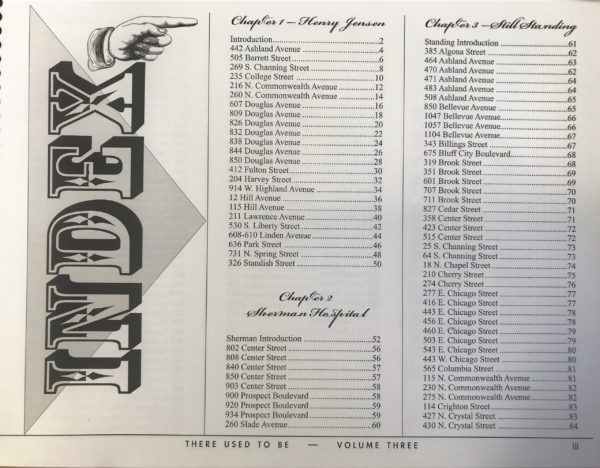 INDEX
Chapter 1 – Henry Jensen
Introduction 2
442 Ashland Avenue 4
505 Barrett Street 6
269 S. Channing Street 8
235 College Street 10
216 N. Commonwealth Avenue 12
260 N. Commonwealth Avenue 14
607 Douglas Avenue 16
809 Douglas Avenue 18
826 Douglas Avenue 20
832 Douglas Avenue 22
838 Douglas Avenue 24
844 Douglas Avenue 26
850 Douglas Avenue 28
412 Fulton Street 30
204 Harvey Street 32
914 W. Highland Avenue 34
12 Hill Avenue 36
115 Hill Avenue 38
211 Lawrence Avenue 40
530 S. Liberty Street 42
608-610 Linden Avenue 44
636 Park Street 46
731 N. Spring Street 48
326 Standish Street 50
Chapter 2
Sherman Hospital
Sherman Introduction 52
802 Center Street 56
808 Center Street 56
840 Center Street 57
850 Center Street 57
903 Center Street 58
900 Prospect Boulevard 58
920 Prospect Boulevard 59
934 Prospect Boulevard 59
260 Slade Avenue 60
Chapter 3 – Still Standing
Standing Introduction 61
385 Algona Street 62
464 Ashland Avenue 63
470 Ashland Avenue 62
471 Ashland Avenue 64
483 Ashland Avenue 64
508 Ashland Avenue 65
850 Bellevue Avenue 65
1047 Bellevue Avenue 66
1057 Bellevue Avenue 66
1104 Bellevue Avenue 67
343 Billings Street 67
675 Bluff City Boulevard 68
319 Brook Street 68
351 Brook Street 69
601 Brook Street 69
707 Brook Street 70
711 Brook Street 70
827 Cedar Street 71
358 Center Street 71
423 Center Street 72
515 Center Street 72
25 S. Channing Street 73
64 S. Channing Street 73
18 N. Chapel Street 74
210 Cherry Street 75
274 Cherry Street 76
277 E. Chicago Street 77
416 E. Chicago Street 77
443 E. Chicago Street 78
456 E. Chicago Street 78
460 E. Chicago Street 79
503 E. Chicago Street 79
543 E. Chicago Street 80
443 W. Chicago Street 80
565 Columbia Street 81
115 N. Commonwealth Avenue 81
230 N. Commonwealth Avenue 82
275 N. Commonwealth Avenue 82
114 Crighton Street 83
427 N. Crystal Street 83
430 N. Crystal Street 84
THERE USED TO BE — VOLUME THREE iii